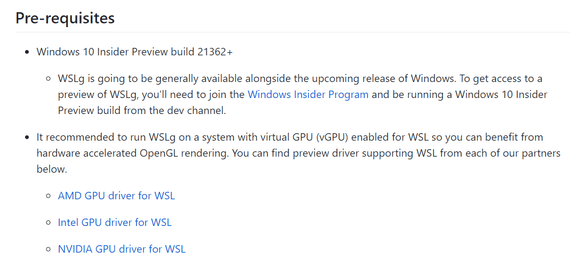 Pre-requisites
Windows 10 Insider Preview build 21362+
WSLg is going to be generally available alongside the upcoming release of Windows. To get access to a
preview of WSLg, you'll need to join the Windows Insider Program and be running a Windows 10 Insider
Preview build from the dev channel.
It recommended to run WSLg on a system with virtual GPU (vGPU) enabled for WSL so you can benefit from
hardware accelerated OpenGL rendering. You can find preview driver supporting WSL from each of our partners
below.
AMD GPU driver for WSL
Intel GPU driver for WSL
NVIDIA GPU driver for WSL